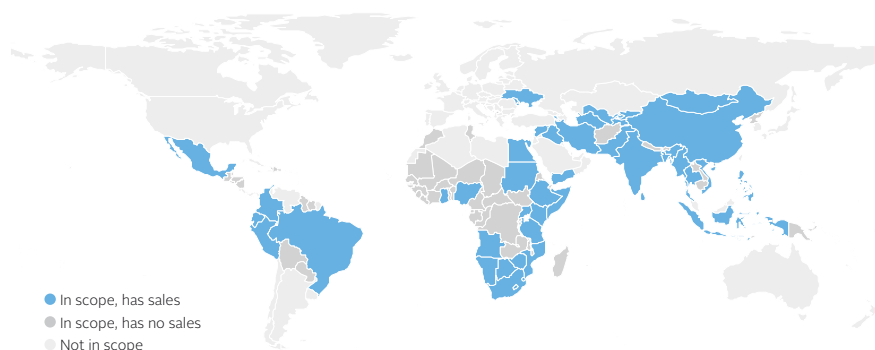 In scope, has sales
In scope, has no sales
Not in scope